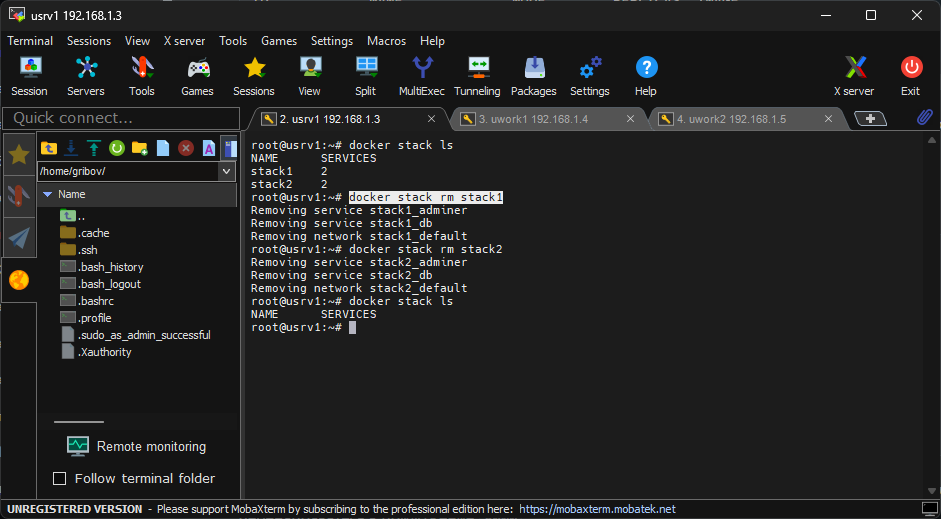 usrv1 192.168.1.3
Terminal Sessions View X server Tools Games Settings Macros Help
Session Servers Tools Games Sessions View Split MultiExec Tunneling Packages Settings Help X server Exit
Quick connect...
2. usrv1 192.168.1.3
3. uwork1 192.168.1.4
4. uwork2 192.168.1.5
/home/gribov/
Name
..
.cache
.ssh
.bash_history
.bash_logout
.bashrc
.profile
.sudo_as_admin_successful
.Xauthority
Remote monitoring
Follow terminal folder
root@usrv1:~# docker stack ls
NAME SERVICES
stack1 2
stack2 2
root@usrv1:~# docker stack rm stack1
Removing service stack1_adminer
Removing service stack1_db
Removing network stack1_default
root@usrv1:~# docker stack rm stack2
Removing service stack2_adminer
Removing service stack2_db
Removing network stack2_default
root@usrv1:~# docker stack ls
NAME SERVICES
root@usrv1:~#
UNREGISTERED VERSION - Please support MobaXterm by subscribing to the professional edition here: https://mobaxterm.mobatek.net